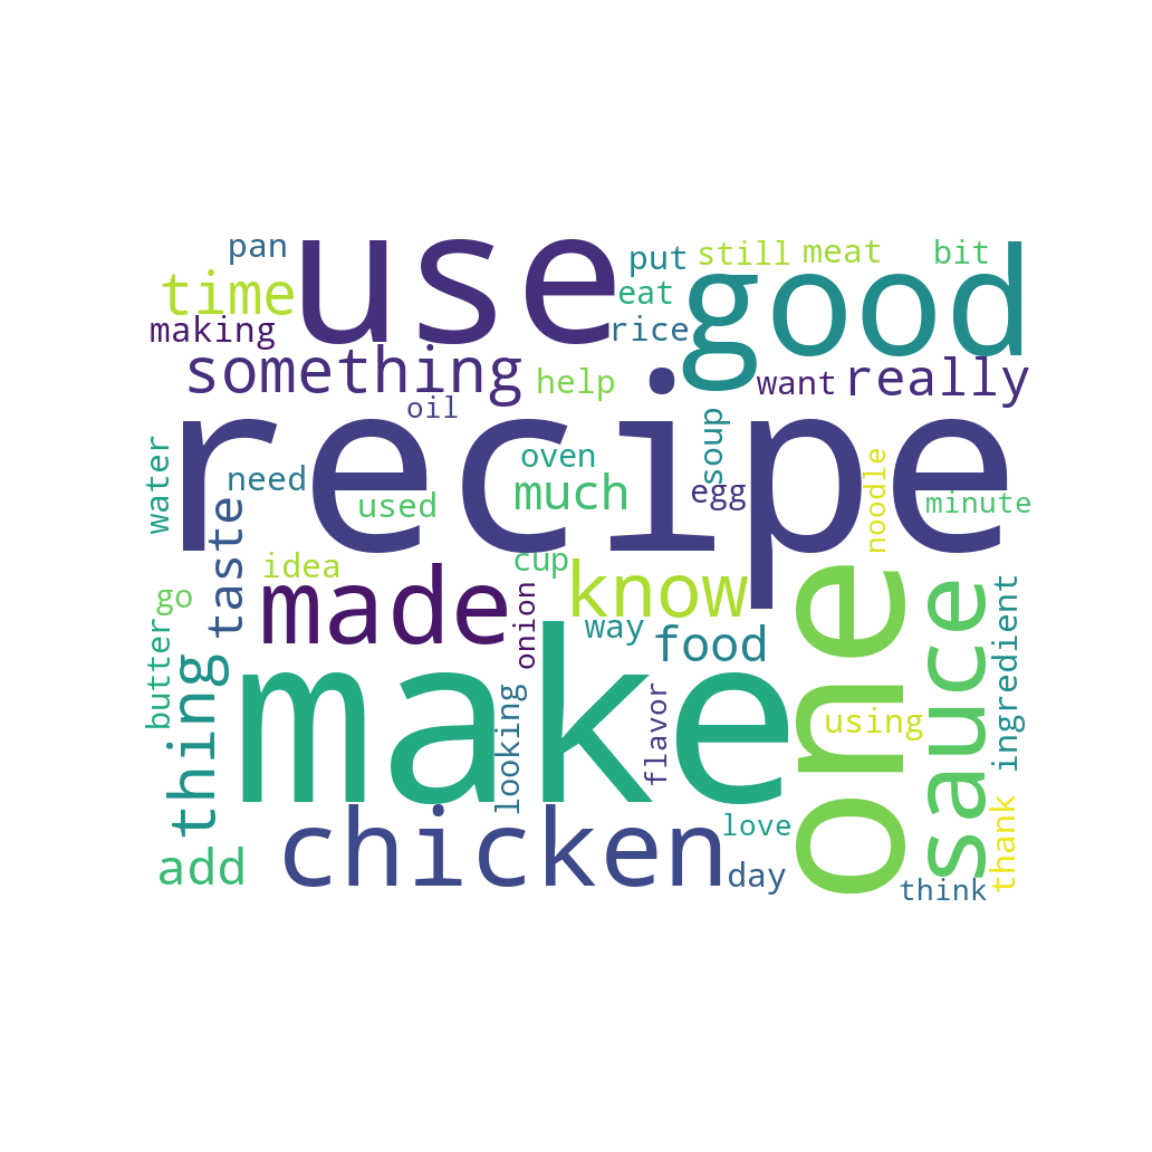 pan
use
put
still
meat
bit
good
time
eat
making
rice
something
help
want
really
oil
recipe
soup
water
oven
need
much
egg
noodle
used
minute
taste
cup
idea
know
made
one
go
onion
way
food
sauce
ingredient
butter
thing
make
looking
flavor
using
chicken
love
thank
add
day
think